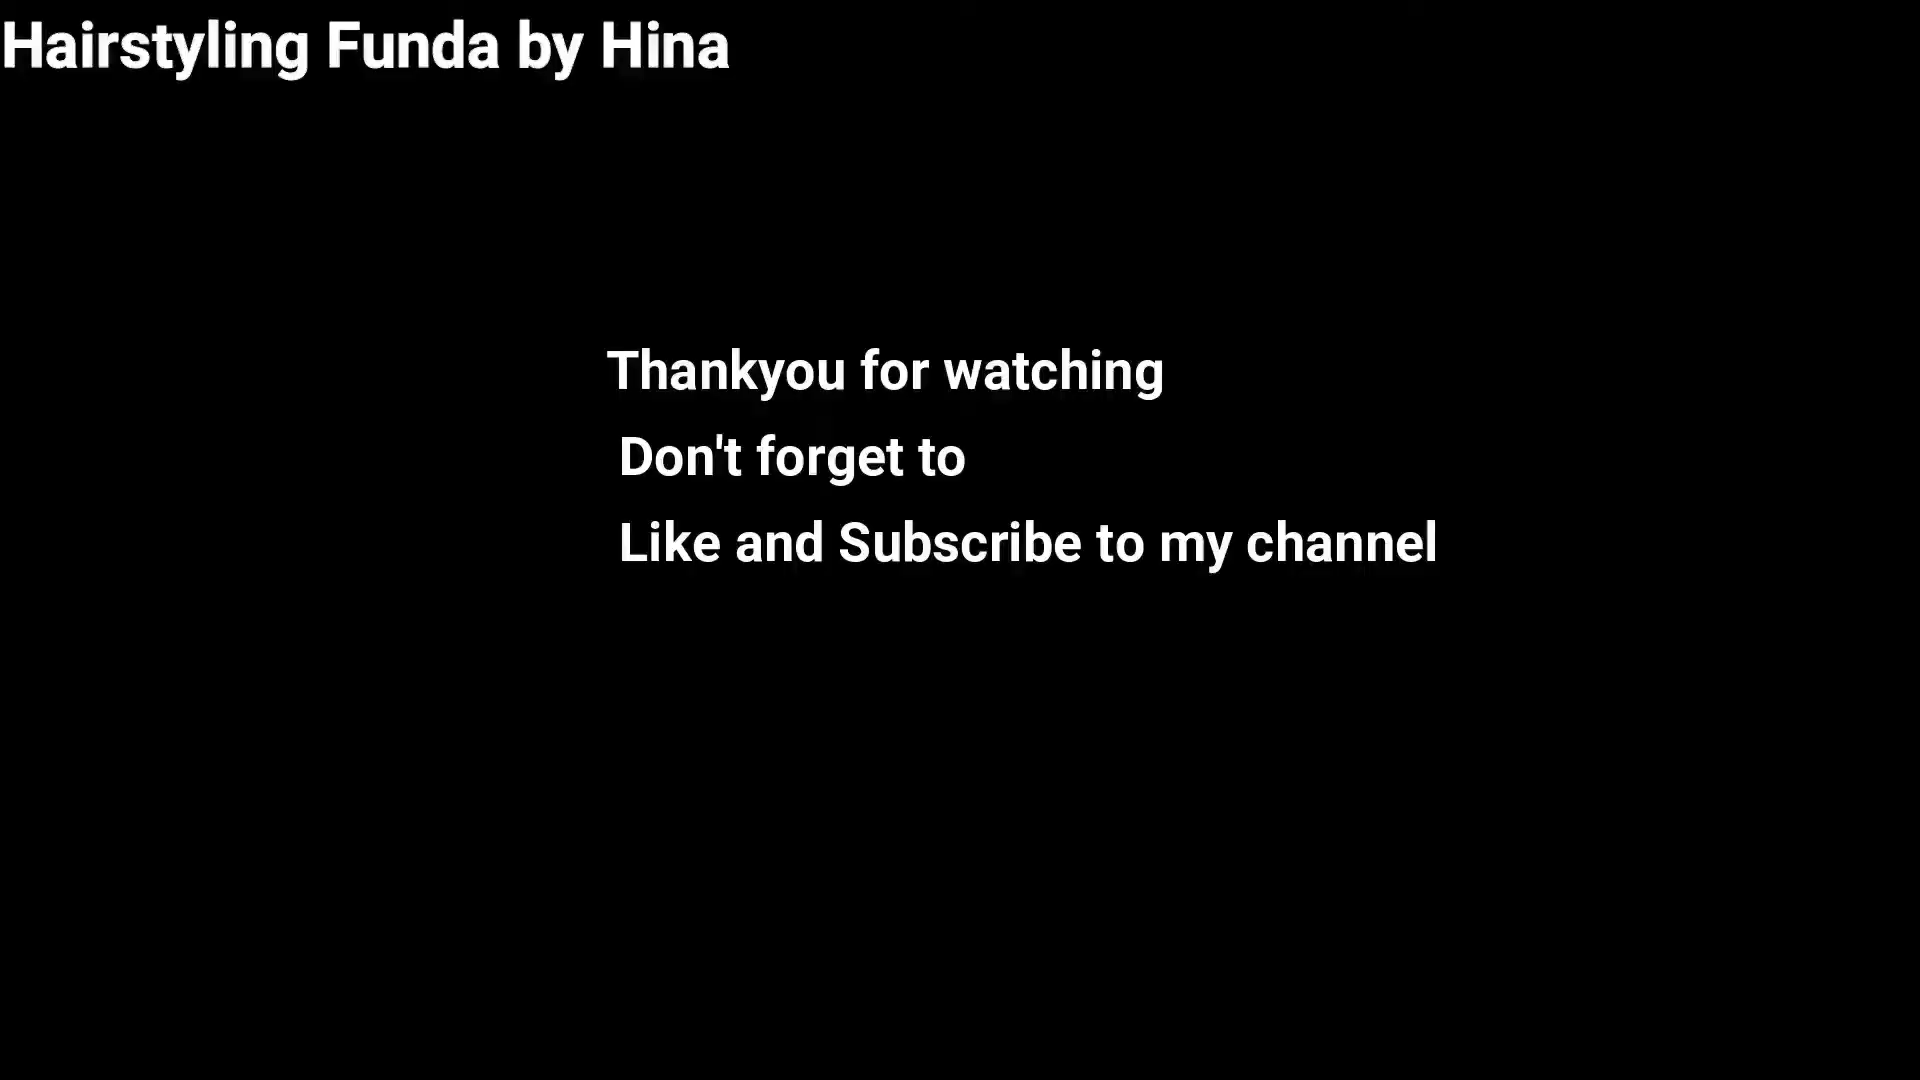 Hairstyling Funda by Hina
Thankyou for watching
Don't forget to
Like and Subscribe to my channel